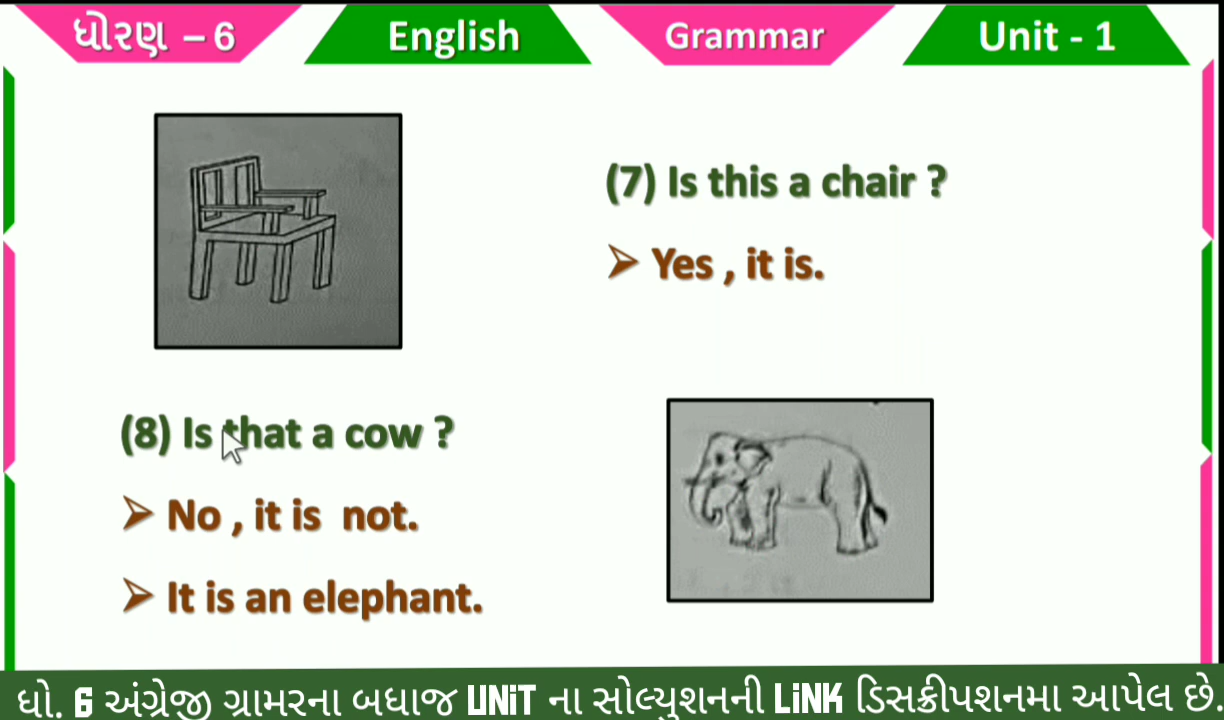 ધોરણ – 6
English
Grammar
Unit - 1
(7) Is this a chair ?
➢ Yes , it is.
(8) Is that a cow ?
➢ No , it is not.
➢ It is an elephant.
ધો. 6 અંગ્રેજી ગ્રામરના બધાજ UNiT ના સોલ્યુશનની LiNK ડિસક્રીપશનમા આપેલ છે.